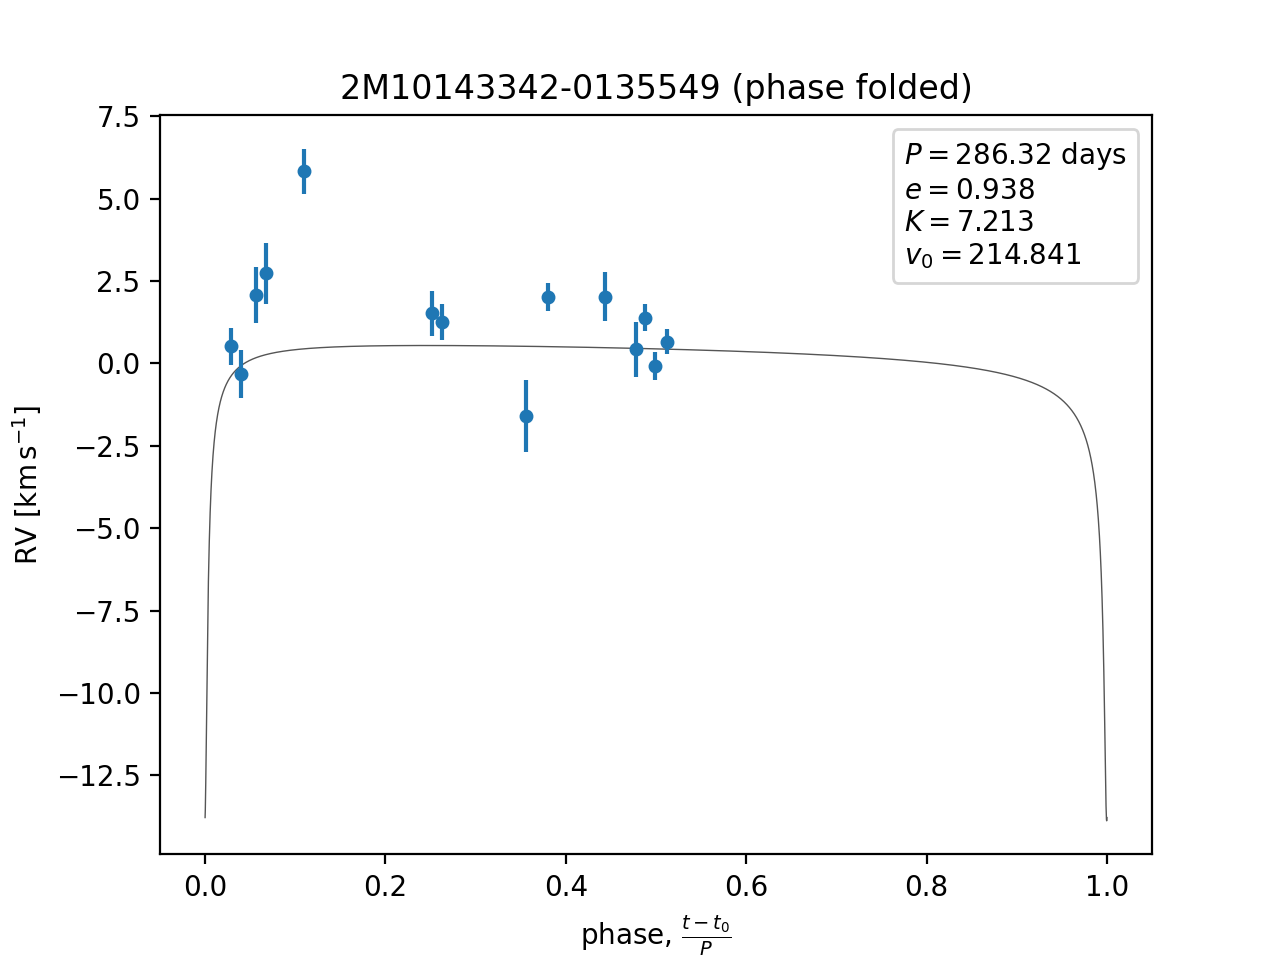 2M10143342-0135549 (phase folded)
P = 286.32 days
e = 0.938
K = 7.213
v₀ = 214.841
7.5
5.0
2.5
0.0
−2.5
−5.0
−7.5
−10.0
−12.5
RV [km s⁻¹]
0.0 0.2 0.4 0.6 0.8 1.0
phase, (t − t₀)/P